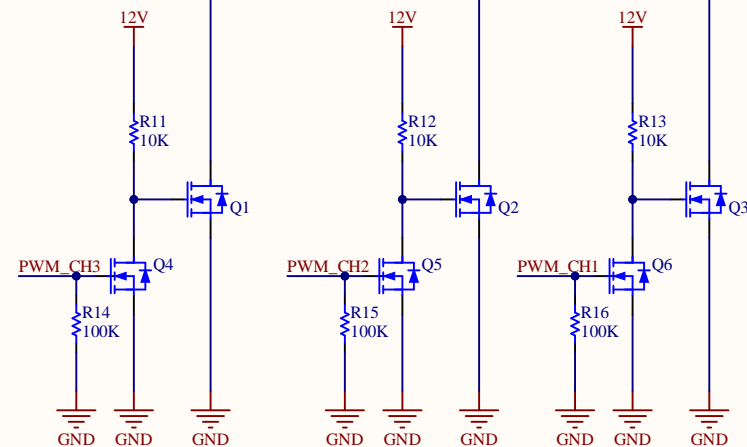 12V
12V
12V
R11
10K
R12
10K
R13
10K
Q1
Q2
Q3
PWM_CH3
Q4
PWM_CH2
Q5
PWM_CH1
Q6
R14
100K
R15
100K
R16
100K
GND
GND
GND
GND
GND
GND
GND
GND
GND